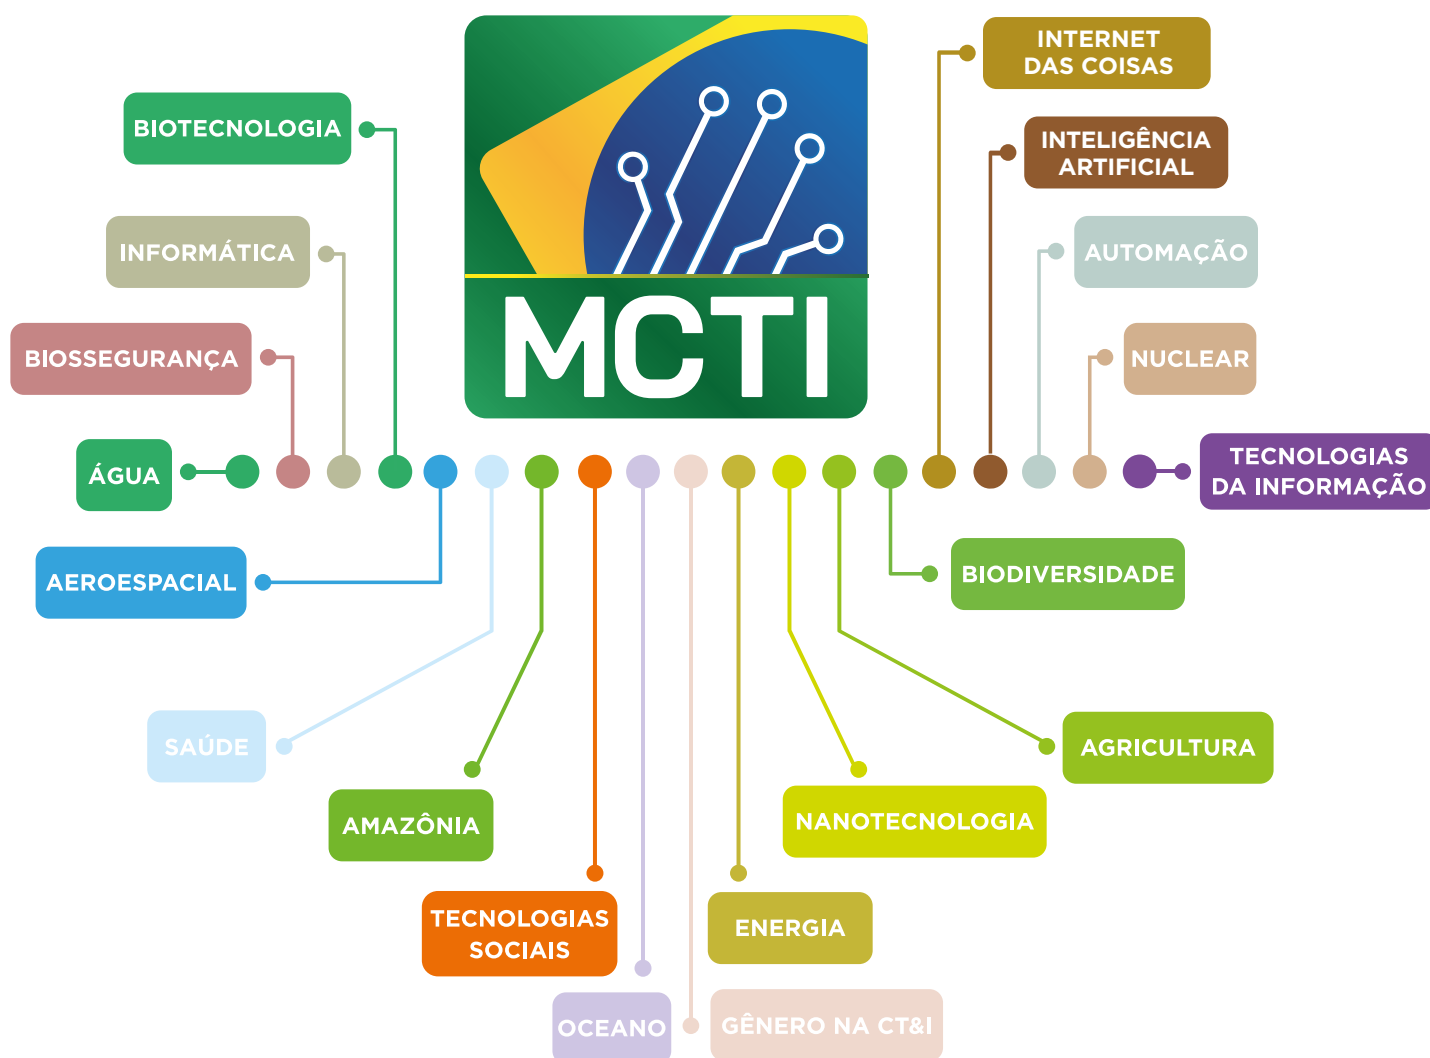 INTERNET
DAS COISAS
BIOTECNOLOGIA
INTELIGÊNCIA
ARTIFICIAL
INFORMÁTICA
AUTOMAÇÃO
MCTI
BIOSSEGURANÇA
NUCLEAR
ÁGUA
TECNOLOGIAS
DA INFORMAÇÃO
AEROESPACIAL
BIODIVERSIDADE
SAÚDE
AGRICULTURA
AMAZÔNIA
NANOTECNOLOGIA
TECNOLOGIAS
SOCIAIS
ENERGIA
OCEANO
GÊNERO NA CT&I